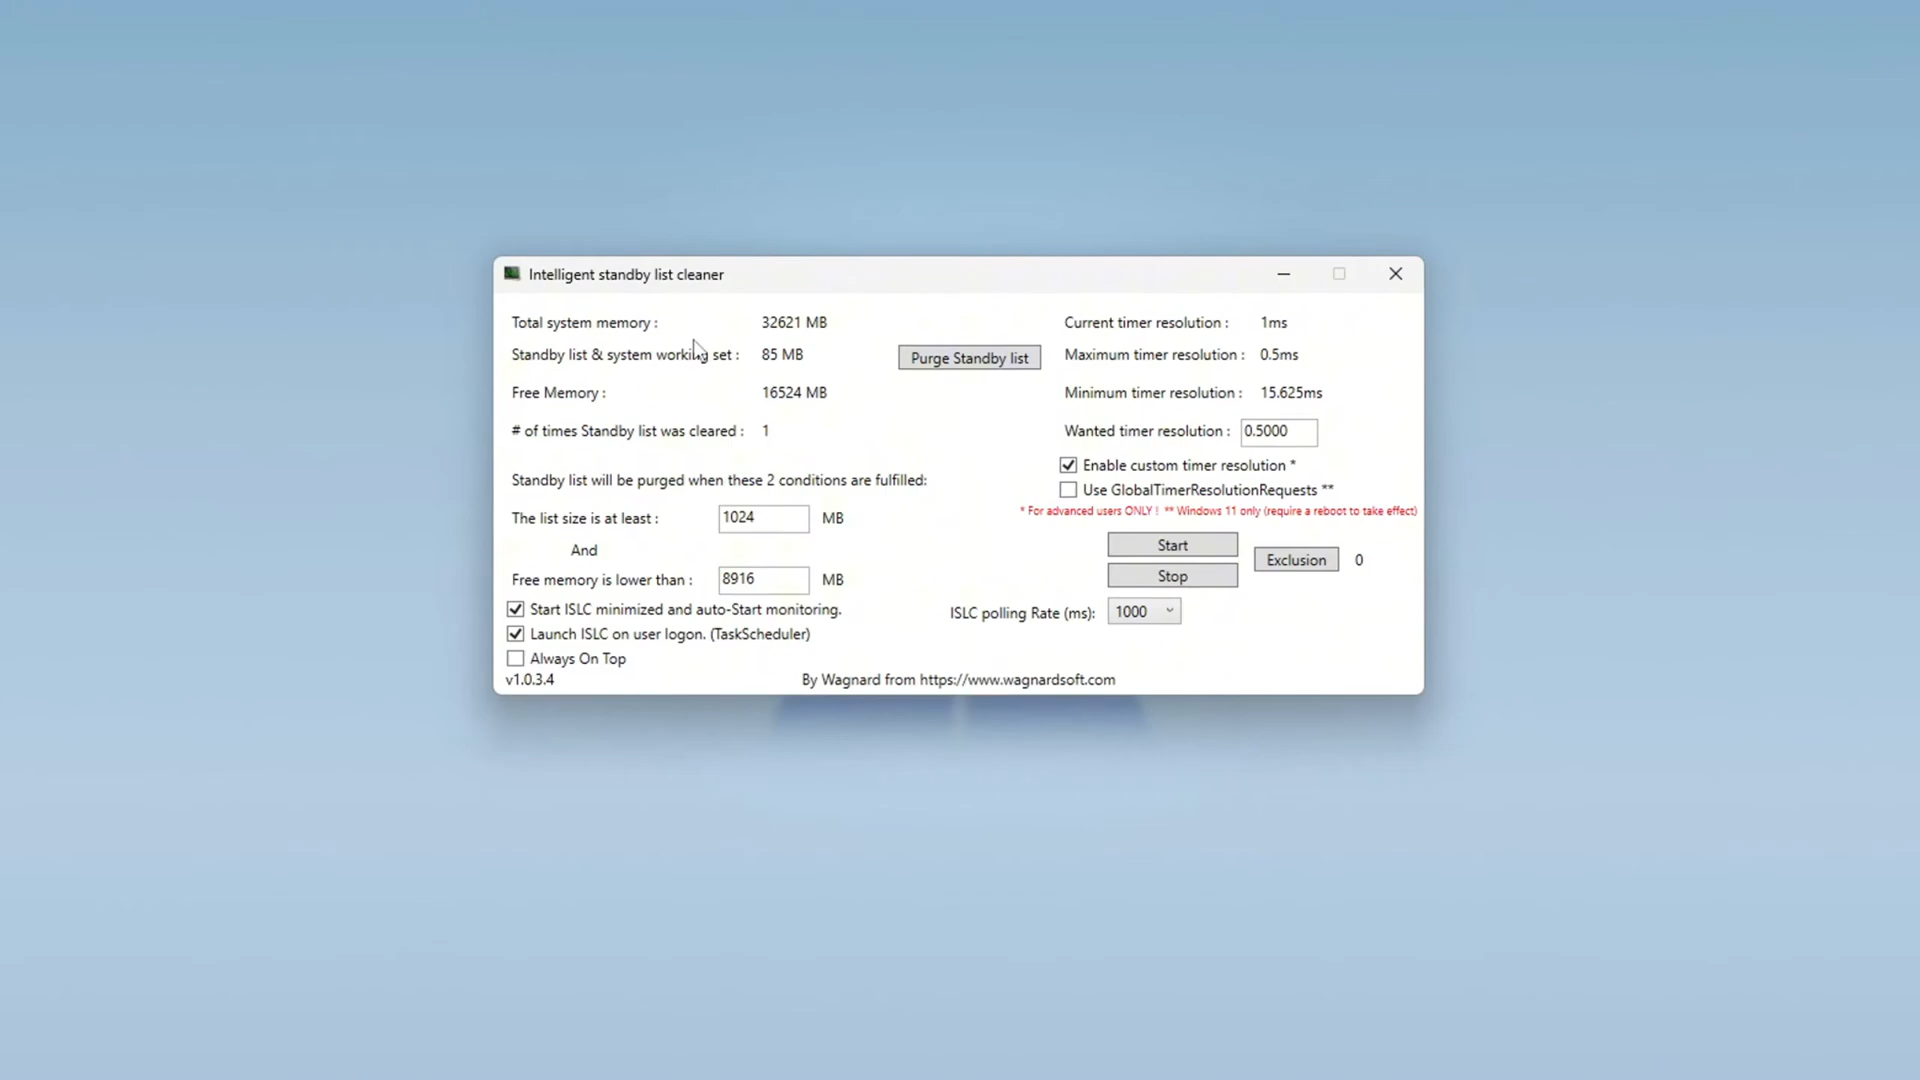 Intelligent standby list cleaner
Total system memory : 32621 MB
Standby list & system working set : 85 MB
Purge Standby list
Free Memory : 16524 MB
# of times Standby list was cleared : 1
Standby list will be purged when these 2 conditions are fulfilled:
The list size is at least : 1024 MB
And
Free memory is lower than : 8916 MB
Start ISLC minimized and auto-Start monitoring.
Launch ISLC on user logon. (TaskScheduler)
Always On Top
v1.0.3.4
Current timer resolution : 1ms
Maximum timer resolution : 0.5ms
Minimum timer resolution : 15.625ms
Wanted timer resolution : 0.5000
Enable custom timer resolution *
Use GlobalTimerResolutionRequests **
* For advanced users ONLY ! ** Windows 11 only (require a reboot to take effect)
Start
Stop
Exclusion 0
ISLC polling Rate (ms): 1000
By Wagnard from https://www.wagnardsoft.com